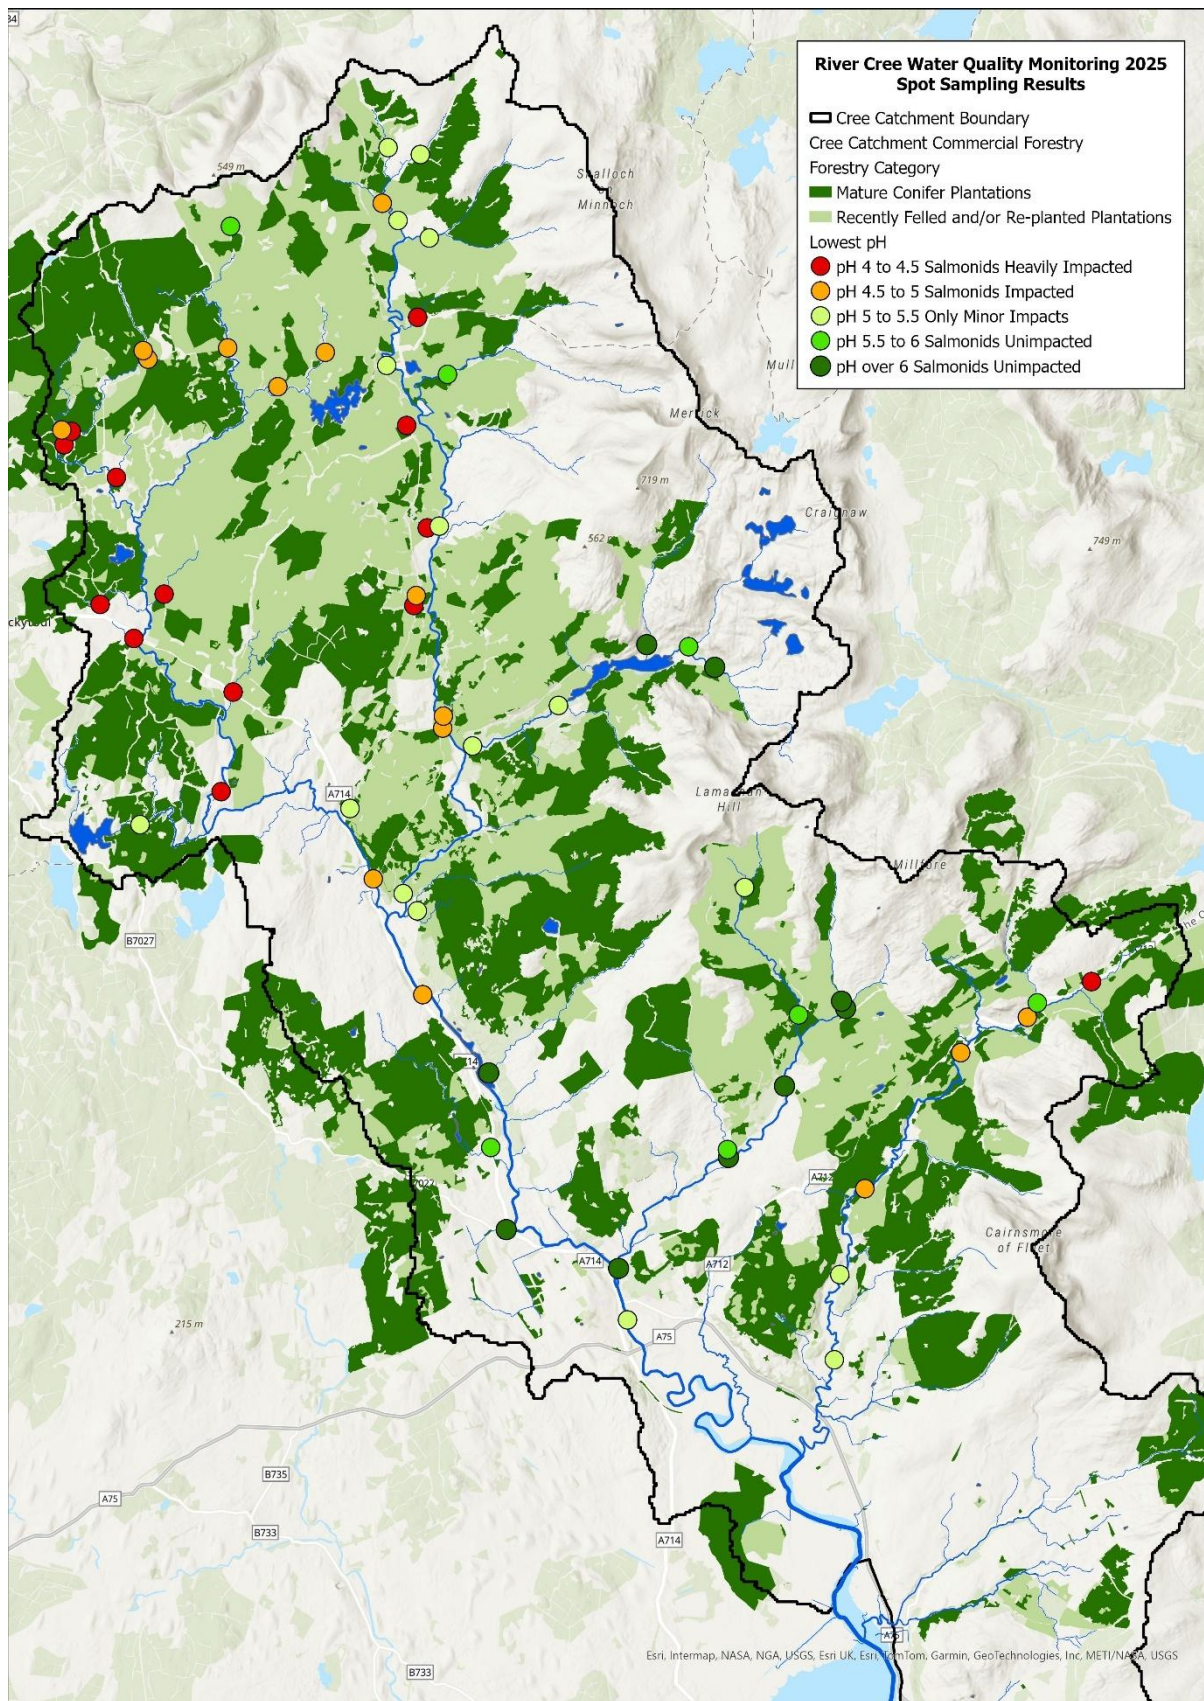 River Cree Water Quality Monitoring 2025
Spot Sampling Results
Cree Catchment Boundary
Cree Catchment Commercial Forestry
Forestry Category
Mature Conifer Plantations
Recently Felled and/or Re-planted Plantations
Lowest pH
pH 4 to 4.5 Salmonids Heavily Impacted
pH 4.5 to 5 Salmonids Impacted
pH 5 to 5.5 Only Minor Impacts
pH 5.5 to 6 Salmonids Unimpacted
pH over 6 Salmonids Unimpacted
549 m
Shalloch
on
Minnoch
Mull
Merrick
719 m
Craignaw
562 m
749 m
A714
Hill
Millfore
B7027
A712
Cairnsmore
of Fleet
A714
A712
215 m
A75
B735
A75
B733
A714
A75
B733
Esri, Intermap, NASA, NGA, USGS, Esri UK, Esri, TomTom, Garmin, GeoTechnologies, Inc, METI/NASA, USGS